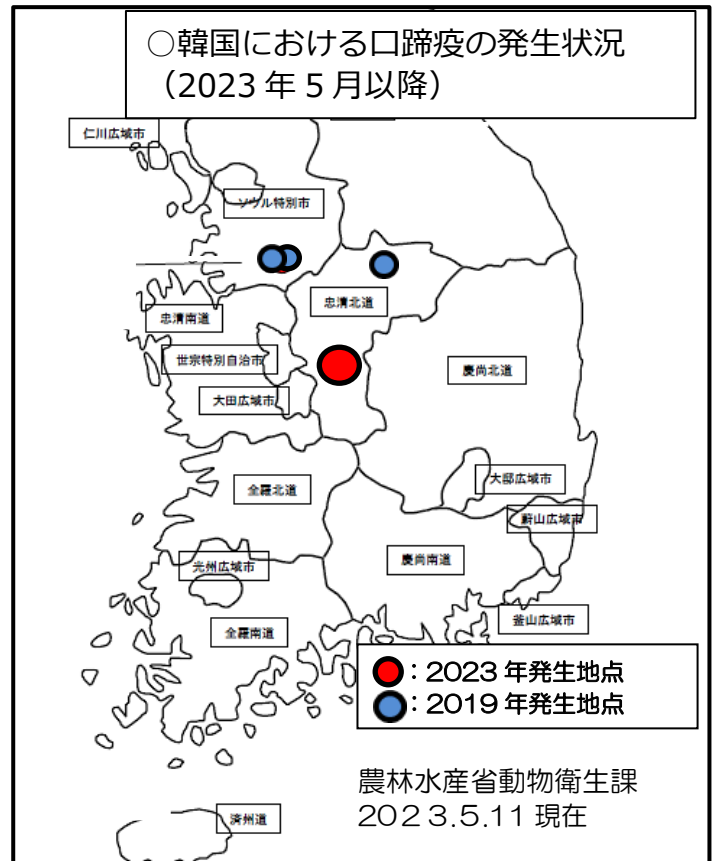 ○韓国における口蹄疫の発生状況
（2023年5月以降）
仁川広域市
ソウル特別市
忠清北道
忠清南道
世宗特別自治市
慶尚北道
大田広域市
大邱広域市
全羅北道
蔚山広域市
慶尚南道
光州広域市
釜山広域市
全羅南道
：2023年発生地点
：2019年発生地点
農林水産省動物衛生課
2023.5.11現在
済州道